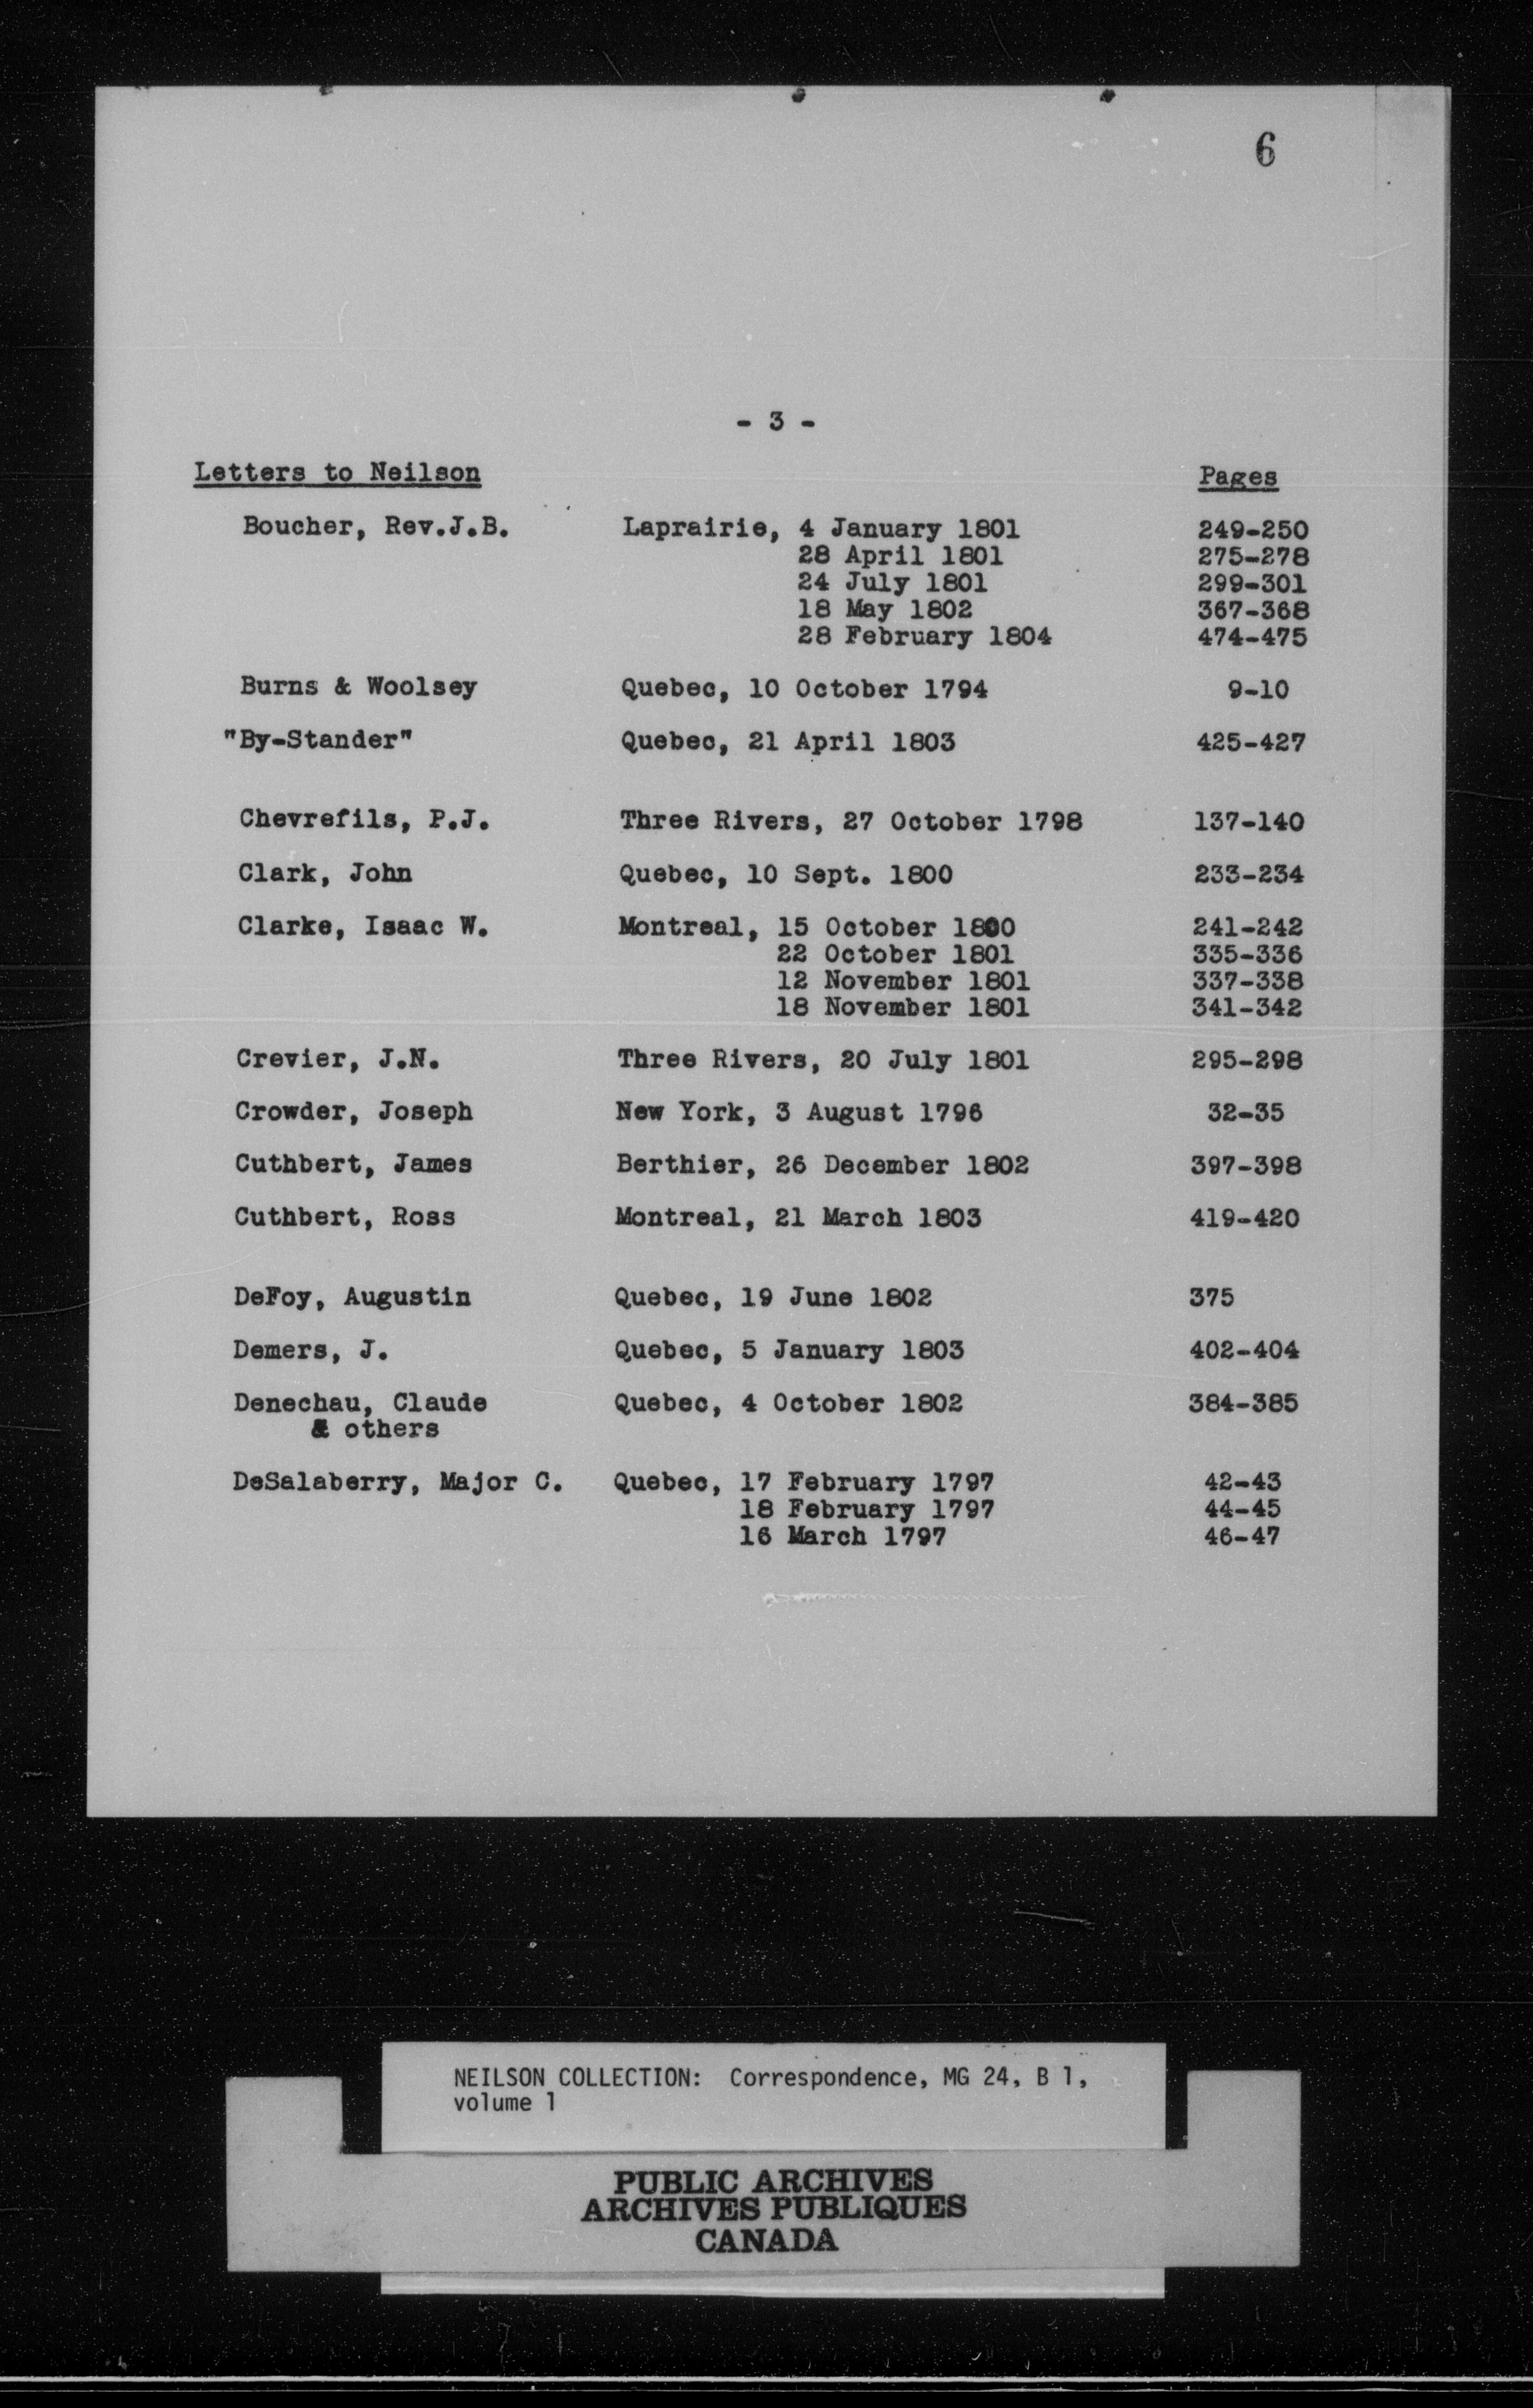 6
- 3 -
Letters to Neilson Pages
Boucher, Rev.J.B. Laprairie, 4 January 1801 249-250
28 April 1801 275-278
24 July 1801 299-301
18 May 1802 367-368
28 February 1804 474-475
Burns & Woolsey Quebec, 10 October 1794 9-10
"By-Stander" Quebec, 21 April 1803 425-427
Chevrefils, P.J. Three Rivers, 27 October 1798 137-140
Clark, John Quebec, 10 Sept. 1800 233-234
Clarke, Isaac W. Montreal, 15 October 1800 241-242
22 October 1801 335-336
12 November 1801 337-338
18 November 1801 341-342
Crevier, J.N. Three Rivers, 20 July 1801 295-298
Crowder, Joseph New York, 3 August 1796 32-35
Cuthbert, James Berthier, 26 December 1802 397-398
Cuthbert, Ross Montreal, 21 March 1803 419-420
DeFoy, Augustin Quebec, 19 June 1802 375
Demers, J. Quebec, 5 January 1803 402-404
Denechau, Claude Quebec, 4 October 1802 384-385
& others
DeSalaberry, Major C. Quebec, 17 February 1797 42-43
18 February 1797 44-45
16 March 1797 46-47
NEILSON COLLECTION: Correspondence, MG 24, B 1,
volume 1
PUBLIC ARCHIVES
ARCHIVES PUBLIQUES
CANADA